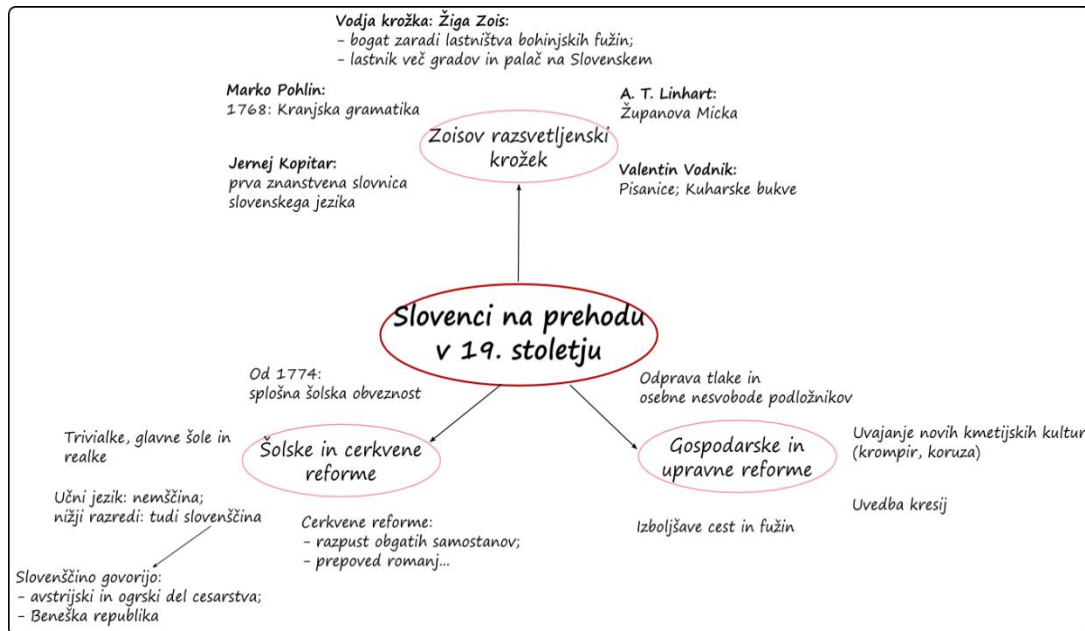 Vodja krožka: Žiga Zois:
- bogat zaradi lastništva bohinjskih fužin;
- lastnik več gradov in palač na Slovenskem
Marko Pohlin:
1768: Kranjska gramatika
A. T. Linhart:
Županova Micka
Zoisov razsvetljenski
krožek
Jernej Kopitar:
prva znanstvena slovnica
slovenskega jezika
Valentin Vodnik:
Pisanice; Kuharske bukve
Slovenci na prehodu
v 19. stoletju
Od 1774:
splošna šolska obveznost
Trivialke, glavne šole in
realke
Šolske in cerkvene
reforme
Učni jezik: nemščina;
nižji razredi: tudi slovenščina
Cerkvene reforme:
- razpust obgatih samostanov;
- prepoved romanj...
Slovenščino govorijo:
- avstrijski in ogrski del cesarstva;
- Beneška republika
Odprava tlake in
osebne nesvobode podložnikov
Gospodarske in
upravne reforme
Uvajanje novih kmetijskih kultur
(krompir, koruza)
Uvedba kresij
Izboljšave cest in fužin